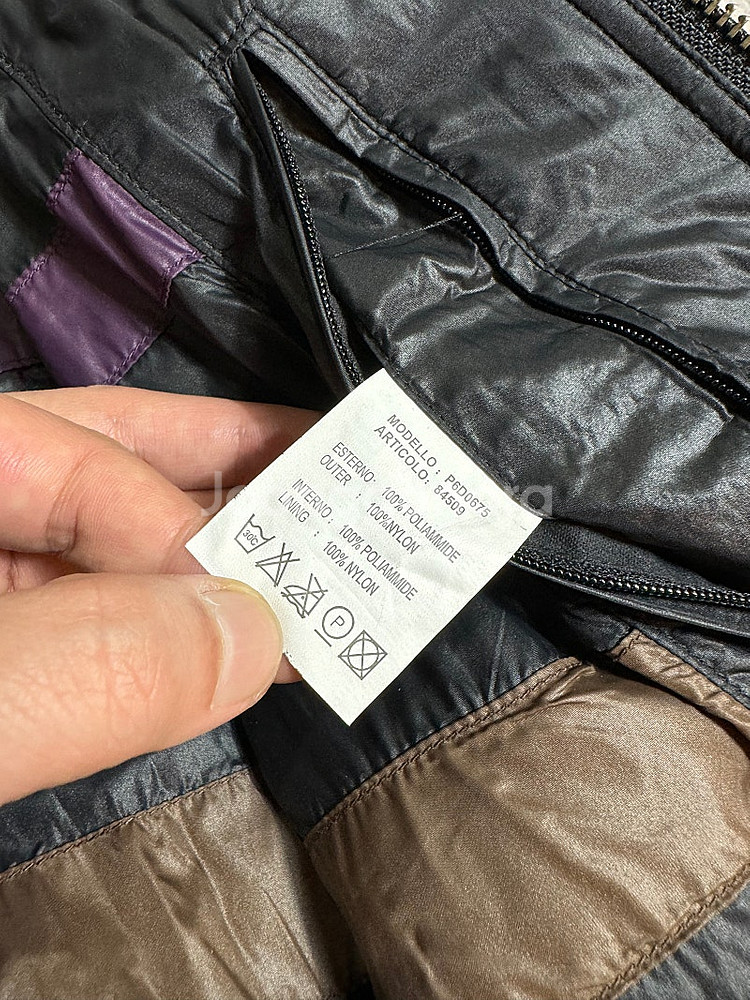 MODELLO : P6D0675
ARTICOLO. 84509
ESTERNO· 100% POLIAMMIDE
OUTER : 100%NYLON
INTERNO : 100% POLIAMMIDE
LINING : 100% NYLON
30C
P